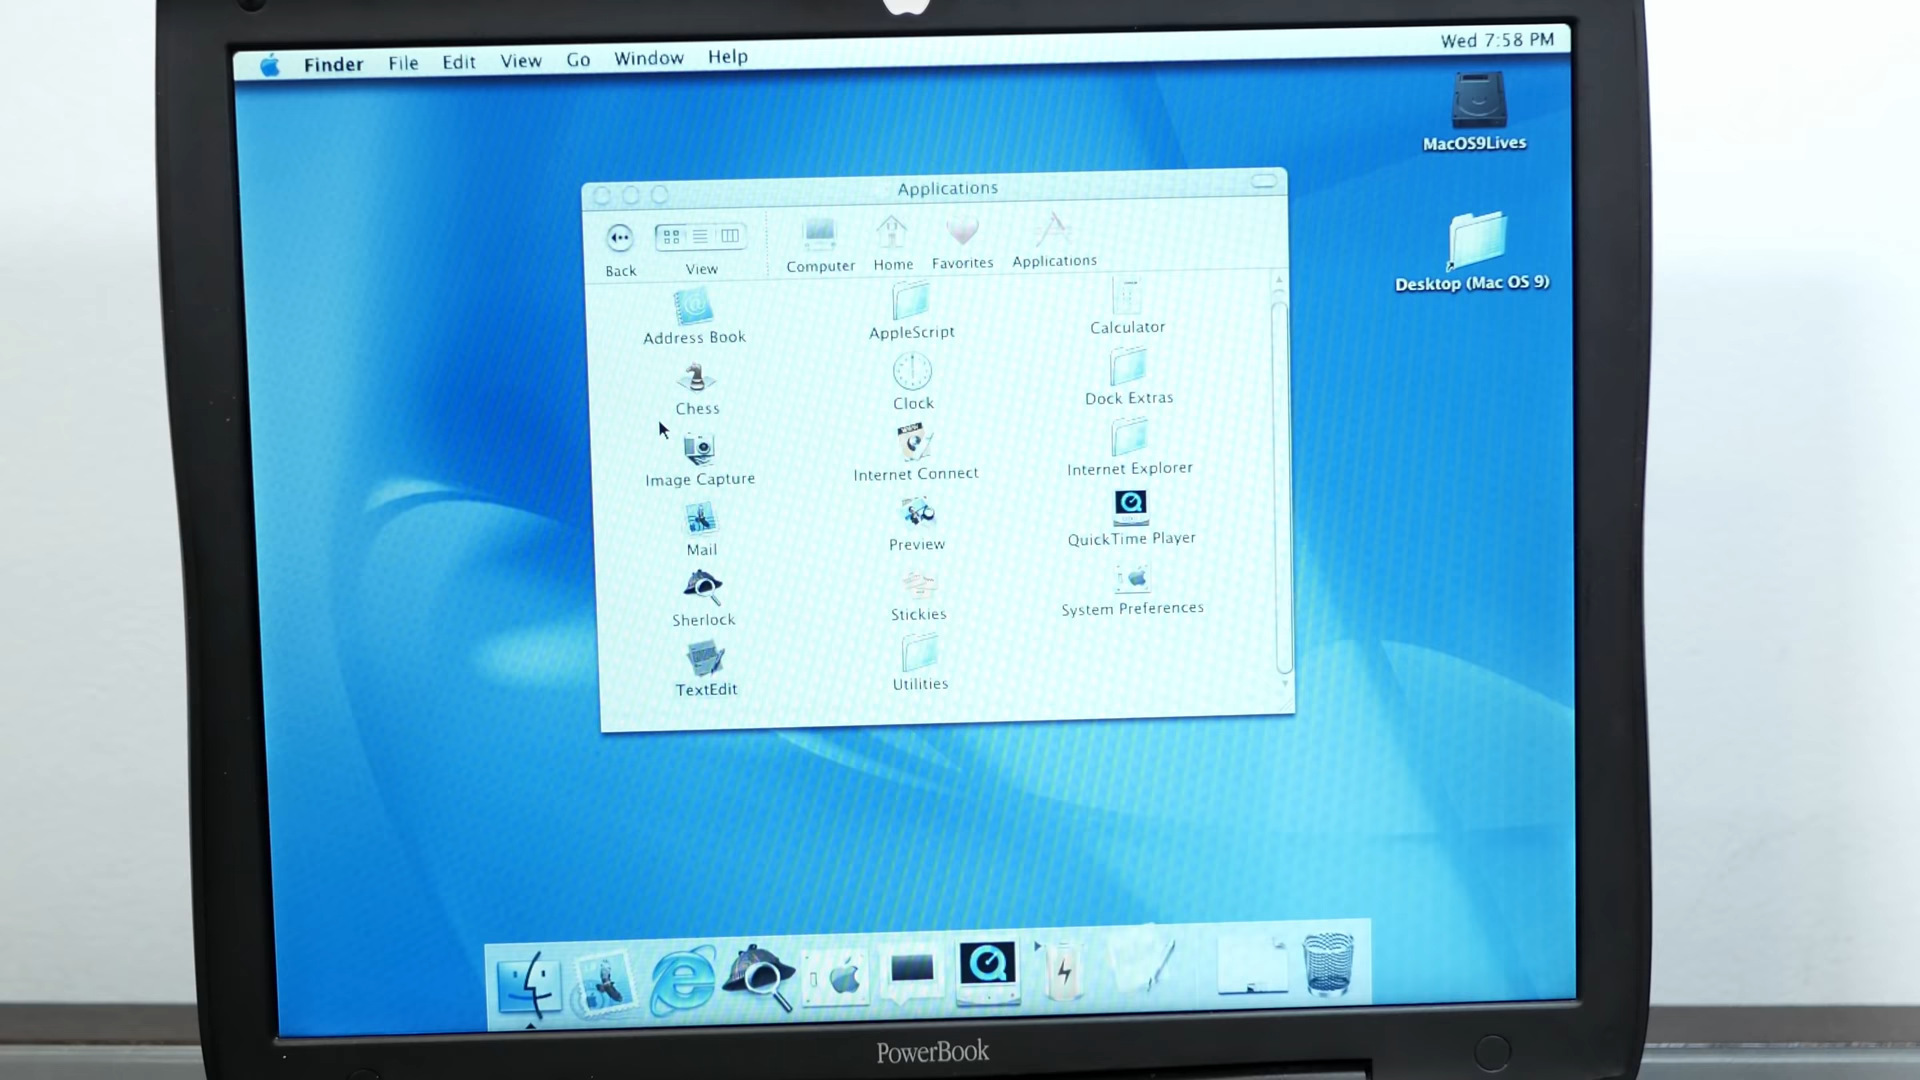 Finder File Edit View Go Window Help Wed 7:58 PM
MacOS9Lives
Desktop (Mac OS 9)
Applications
Back View Computer Home Favorites Applications
Address Book AppleScript Calculator
Chess Clock Dock Extras
Image Capture Internet Connect Internet Explorer
Mail Preview QuickTime Player
Sherlock Stickies System Preferences
TextEdit Utilities
PowerBook